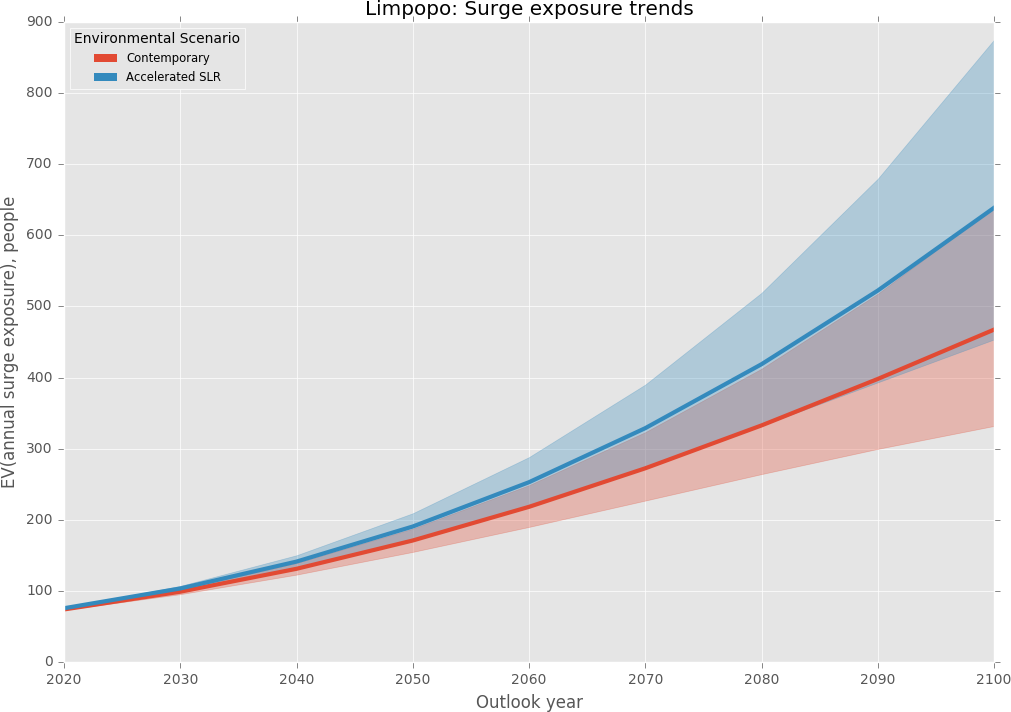 Limpopo: Surge exposure trends
Environmental Scenario
Contemporary
Accelerated SLR
EV(annual surge exposure), people
900
800
700
600
500
400
300
200
100
0
2020 2030 2040 2050 2060 2070 2080 2090 2100
Outlook year